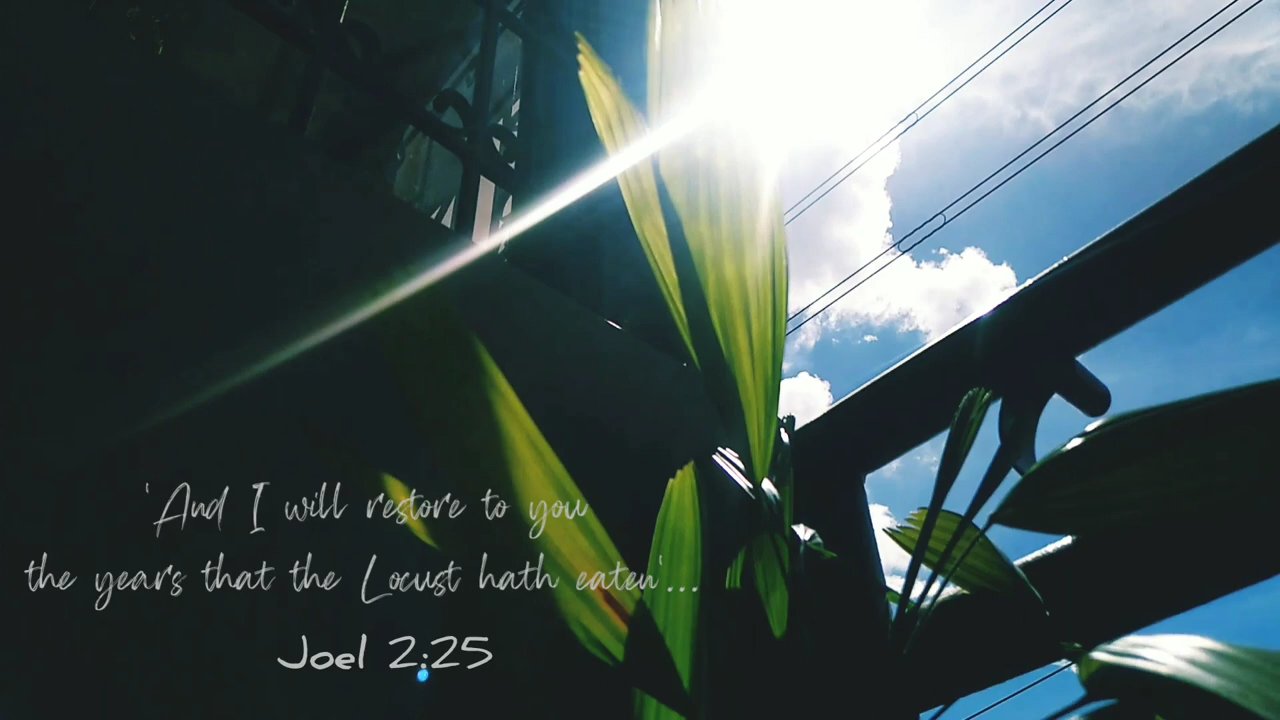 'And I will restore to you
the years that the Locust hath eaten'...
Joel 2:25